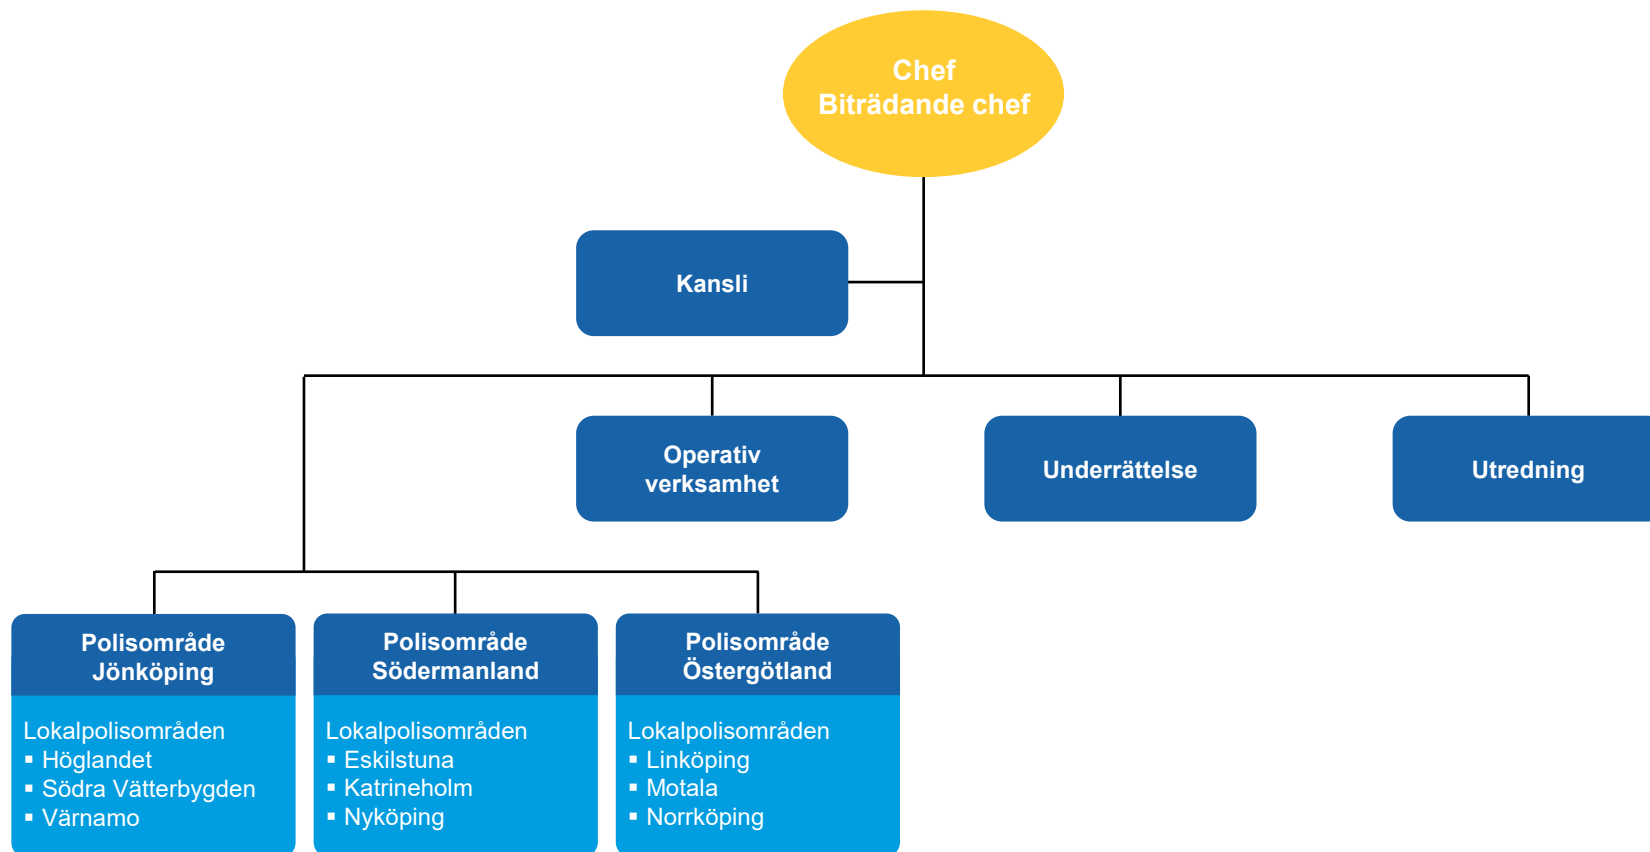 Chef
Biträdande chef
Kansli
Operativ
verksamhet
Underrättelse
Utredning
Polisområde
Jönköping
Lokalpolisområden
▪ Höglandet
▪ Södra Vätterbygden
▪ Värnamo
Polisområde
Södermanland
Lokalpolisområden
▪ Eskilstuna
▪ Katrineholm
▪ Nyköping
Polisområde
Östergötland
Lokalpolisområden
▪ Linköping
▪ Motala
▪ Norrköping